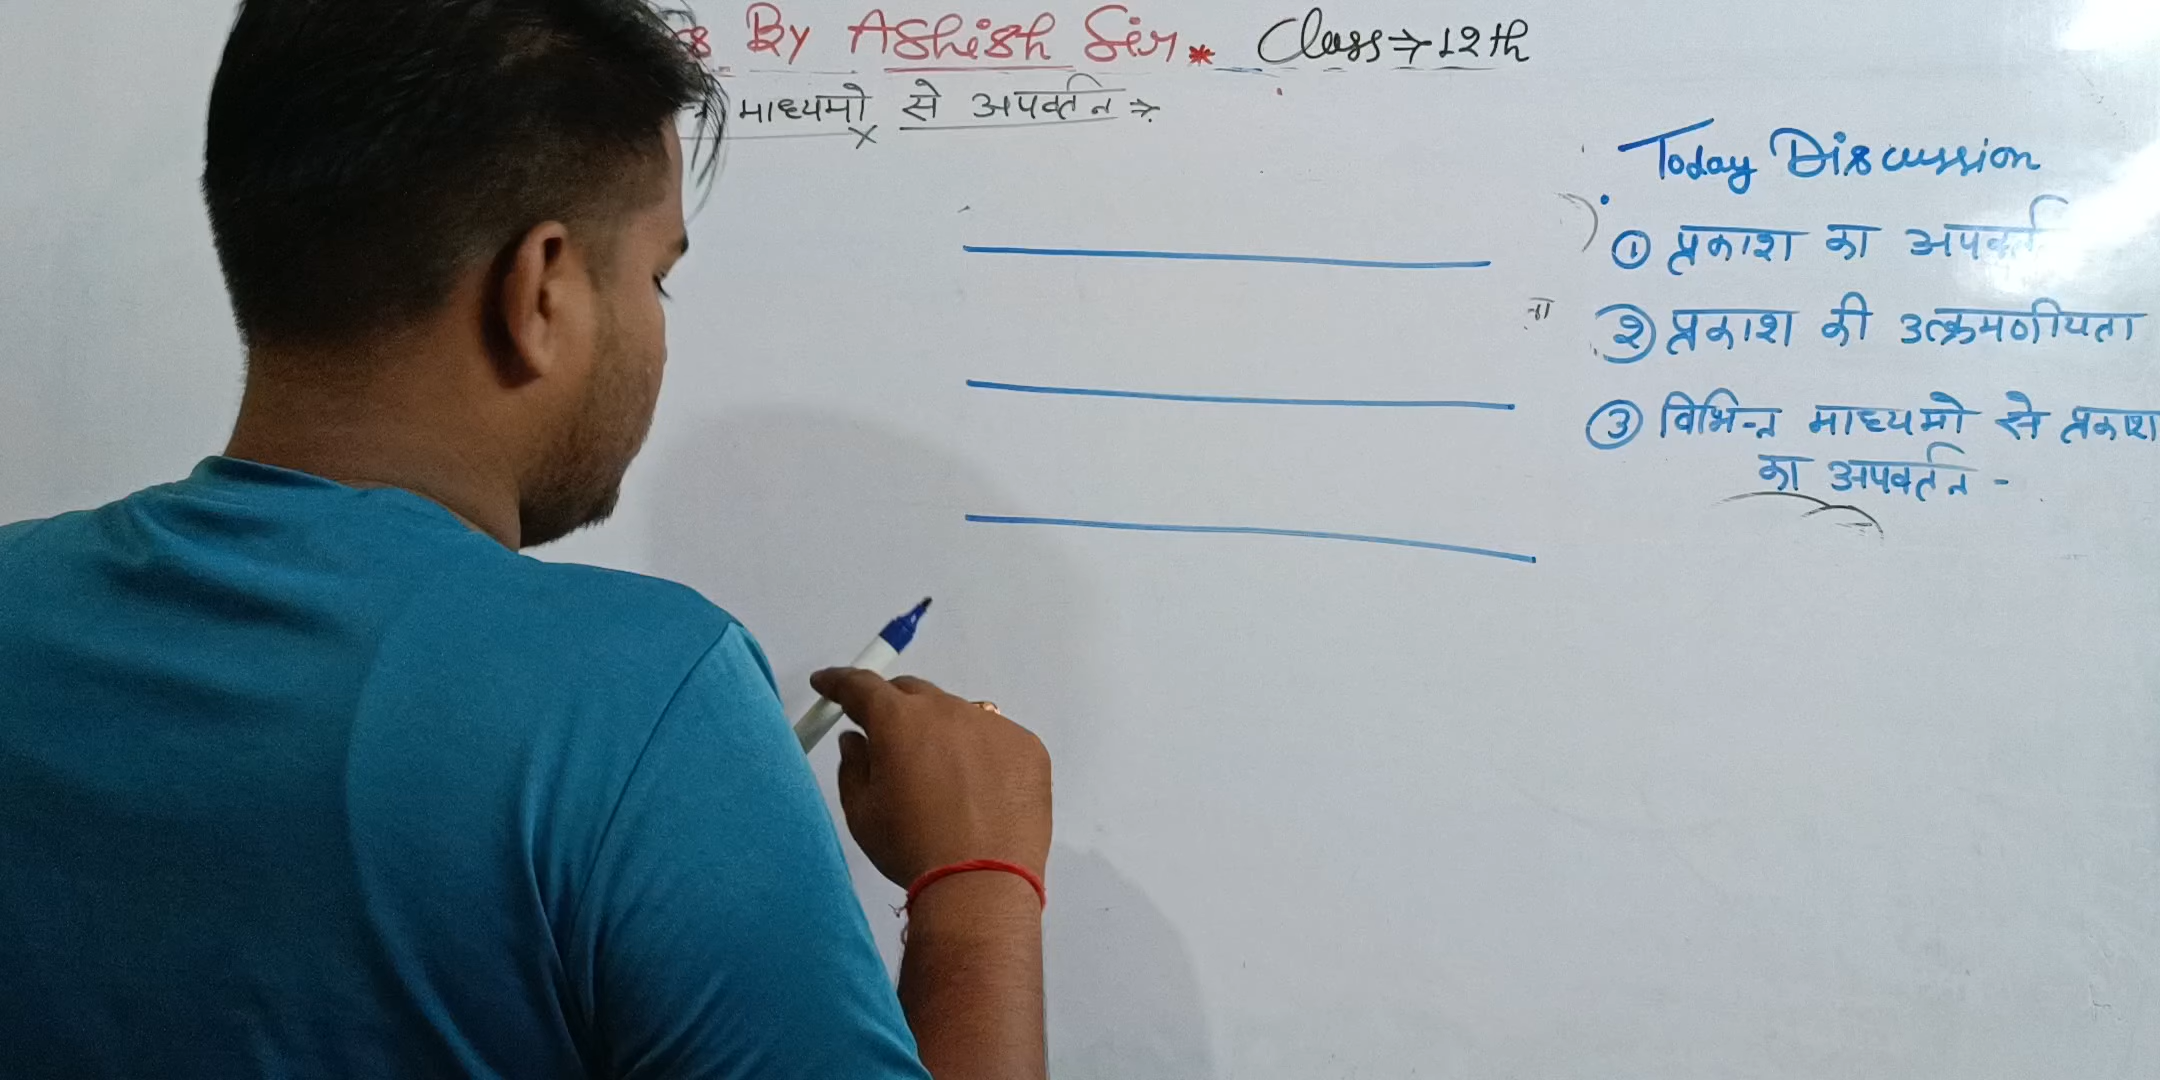 By Ashish Sir * Class ⇒ 12th
माध्यमो से अपवर्तन ⇒
Today Discussion
① प्रकाश का
② प्रकाश की उत्क्रमणीयता
③ विभिन्न माध्यमो से प्रकाश
का अपवर्तन -